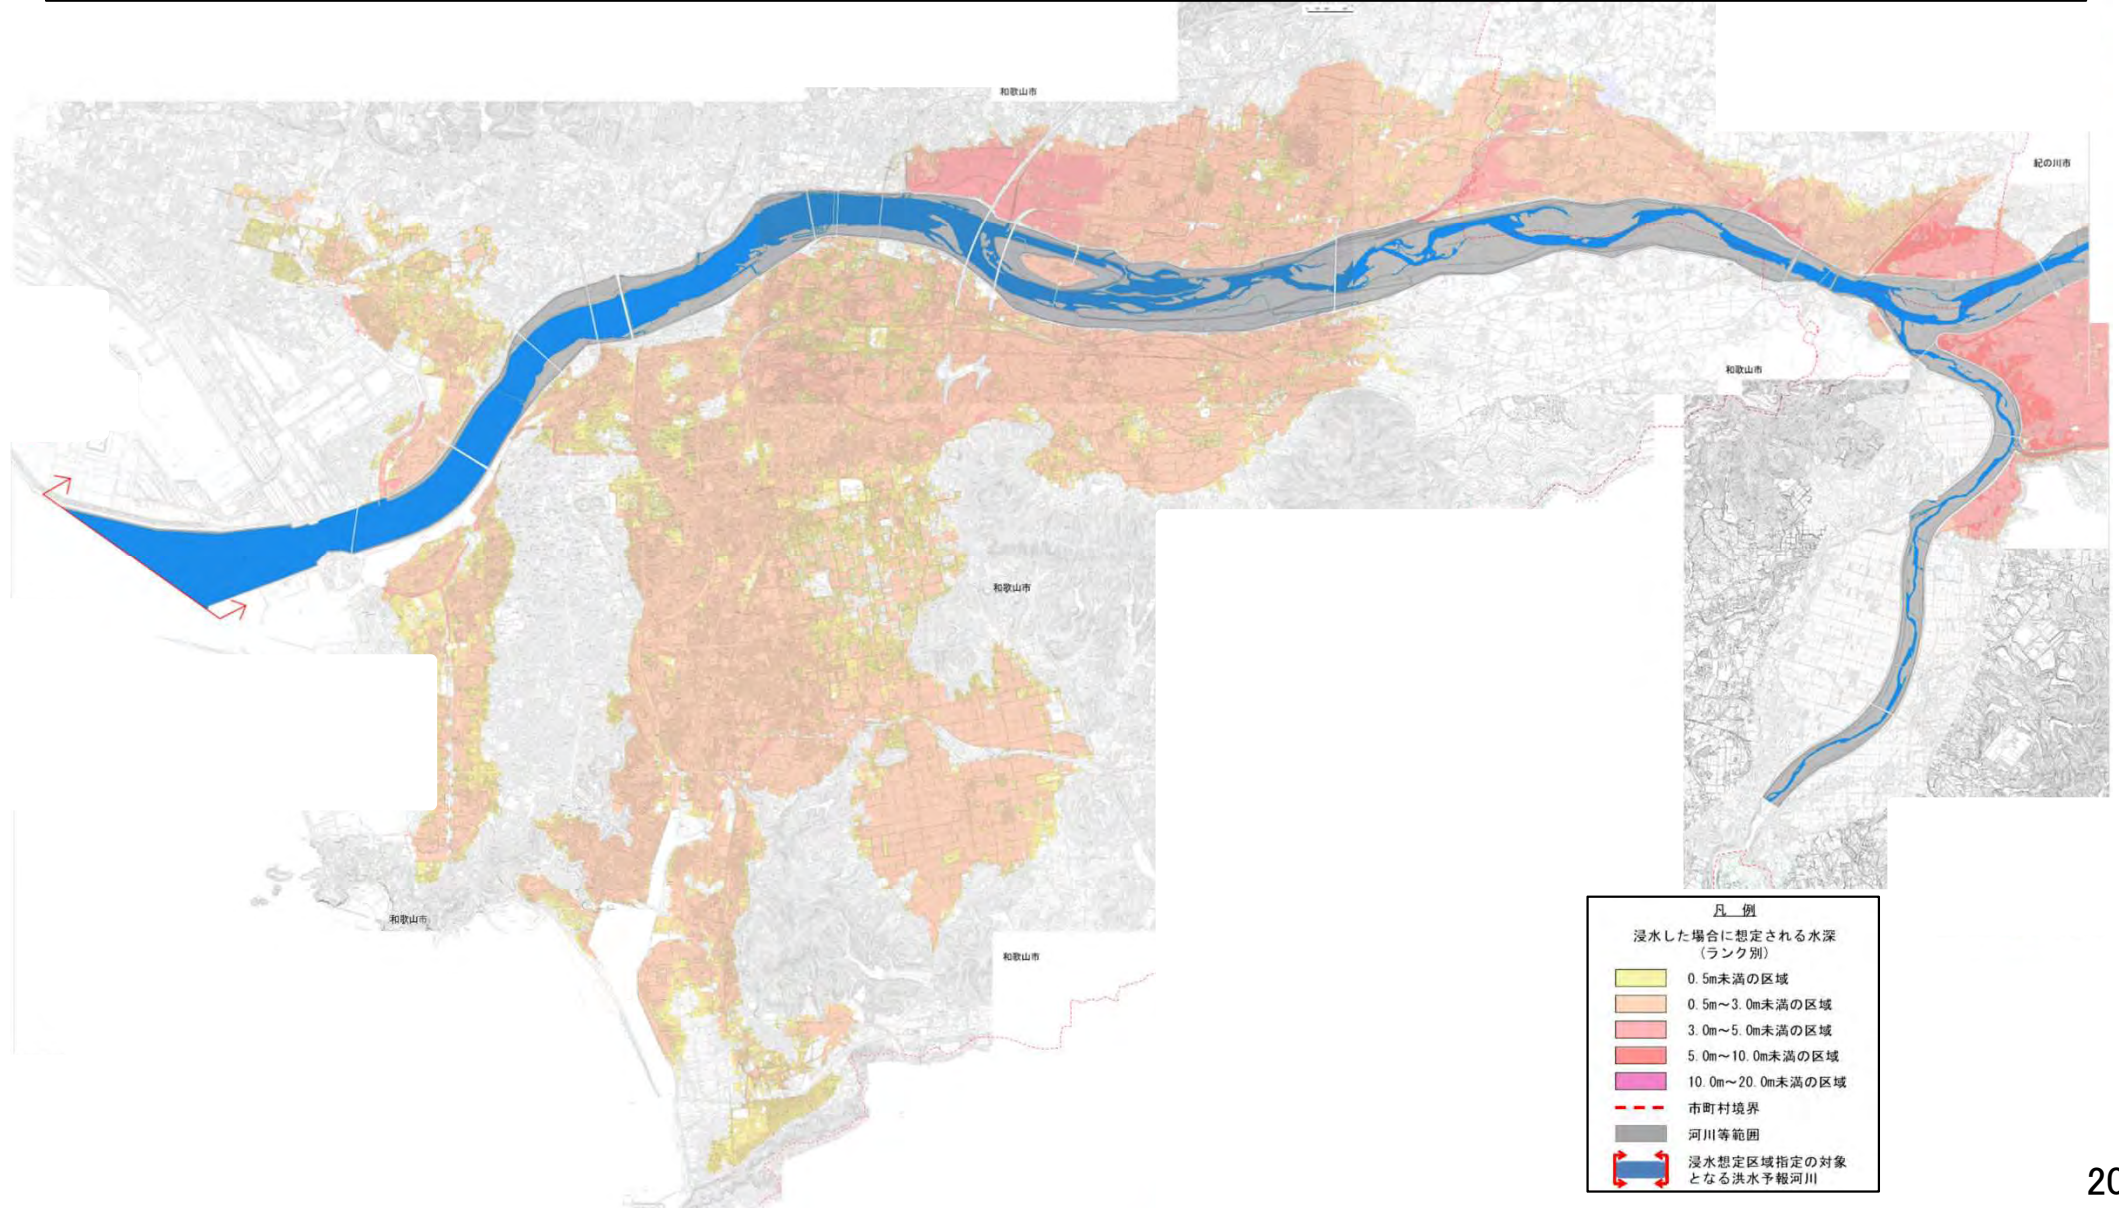 和歌山市
紀の川市
和歌山市
和歌山市
和歌山市
和歌山市
凡 例
浸水した場合に想定される水深
(ランク別)
0.5m未満の区域
0.5m~3.0m未満の区域
3.0m~5.0m未満の区域
5.0m~10.0m未満の区域
10.0m~20.0m未満の区域
市町村境界
河川等範囲
浸水想定区域指定の対象
となる洪水予報河川
20